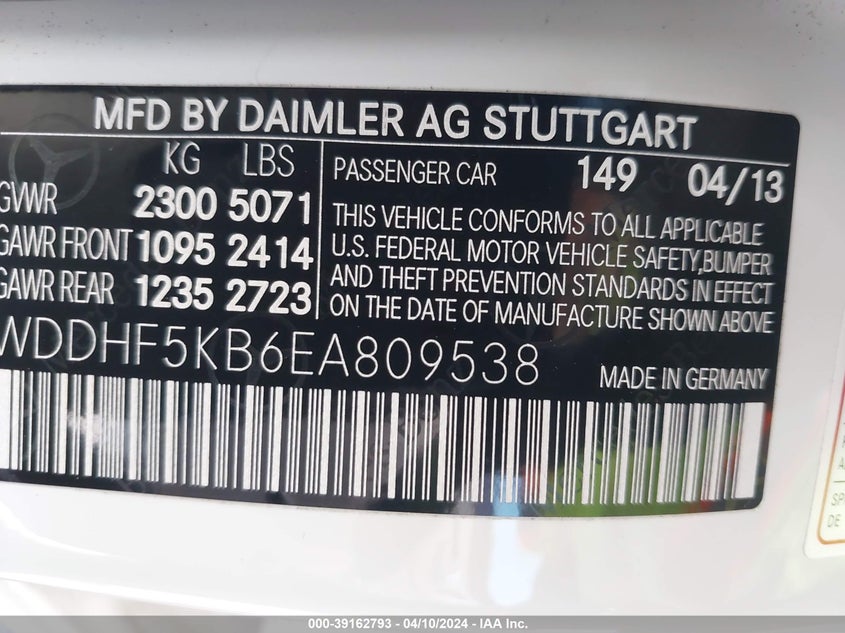 MFD BY DAIMLER AG STUTTGART
KG LBS
GVWR 2300 5071
GAWR FRONT 1095 2414
GAWR REAR 1235 2723
PASSENGER CAR 149 04/13
THIS VEHICLE CONFORMS TO ALL APPLICABLE
U.S. FEDERAL MOTOR VEHICLE SAFETY,BUMPER
AND THEFT PREVENTION STANDARDS IN EFFECT
ON THE DATE OF MANUFACTURE SHOWN ABOVE
WDDHF5KB6EA809538
MADE IN GERMANY
SP
DE
000-39162793 - 04/10/2024 - IAA Inc.